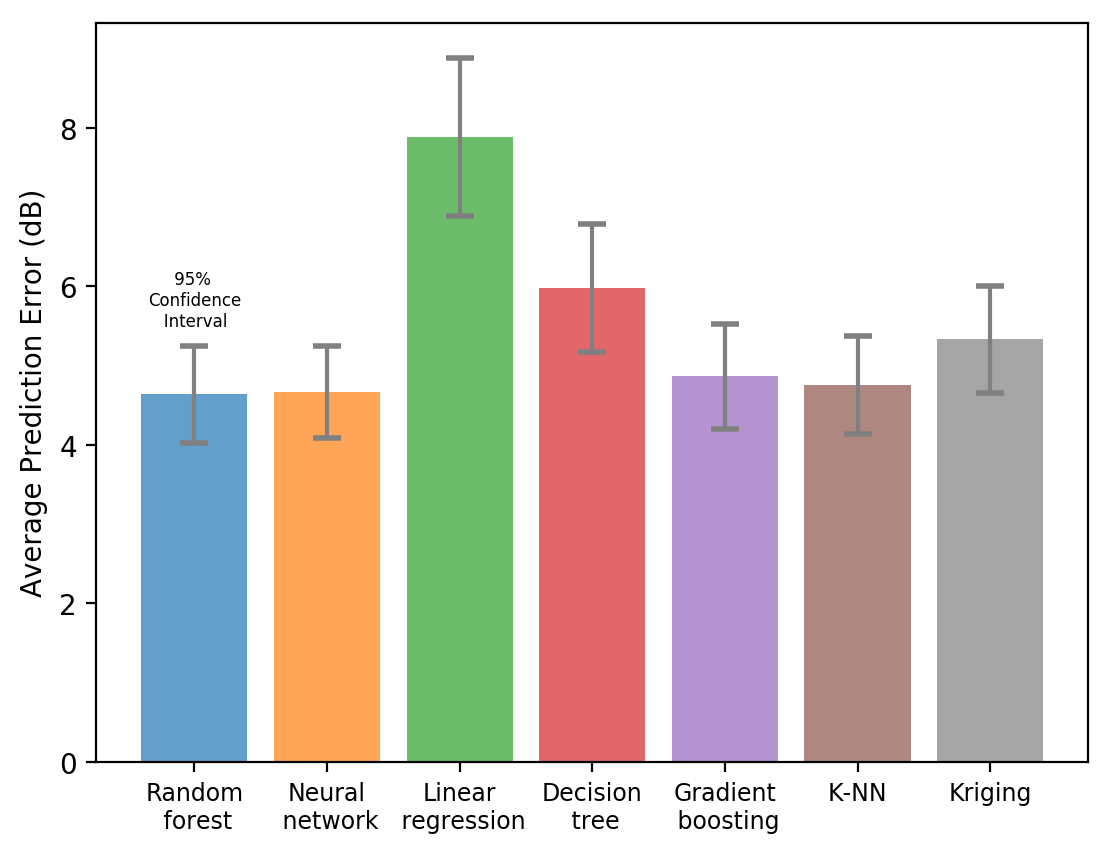 Average Prediction Error (dB)
8
6
4
2
0
95%
Confidence
Interval
Random
forest
Neural
network
Linear
regression
Decision
tree
Gradient
boosting
K-NN
Kriging